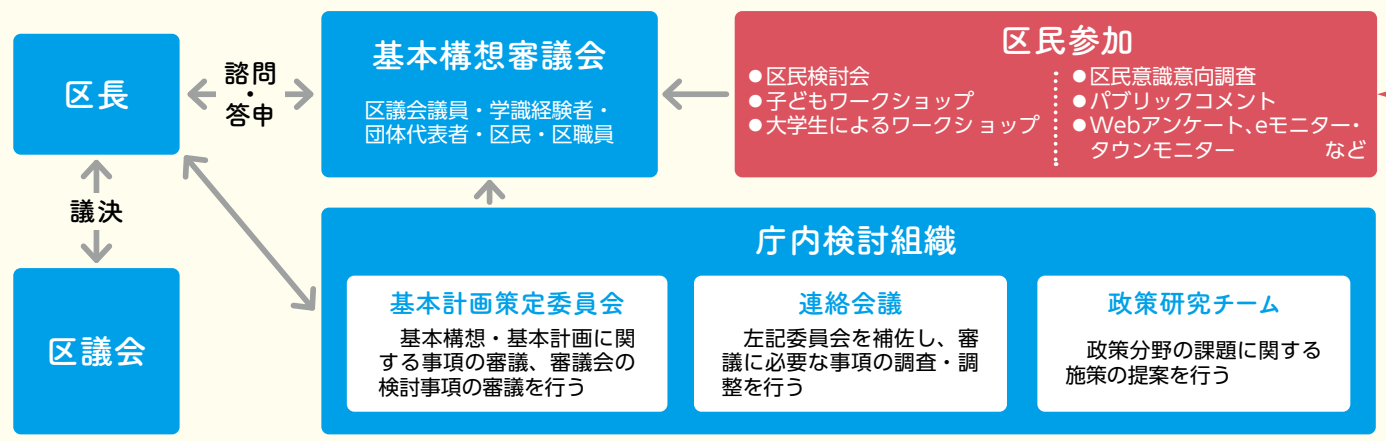 区長
諮問
・
答申
基本構想審議会
区議会議員・学識経験者・
団体代表者・区民・区職員
区民参加
●区民検討会
●子どもワークショップ
●大学生によるワークショップ
●区民意識意向調査
●パブリックコメント
●Webアンケート、eモニター・
タウンモニター など
議決
区議会
庁内検討組織
基本計画策定委員会
基本構想・基本計画に関
する事項の審議、審議会の
検討事項の審議を行う
連絡会議
左記委員会を補佐し、審
議に必要な事項の調査・調
整を行う
政策研究チーム
政策分野の課題に関する
施策の提案を行う